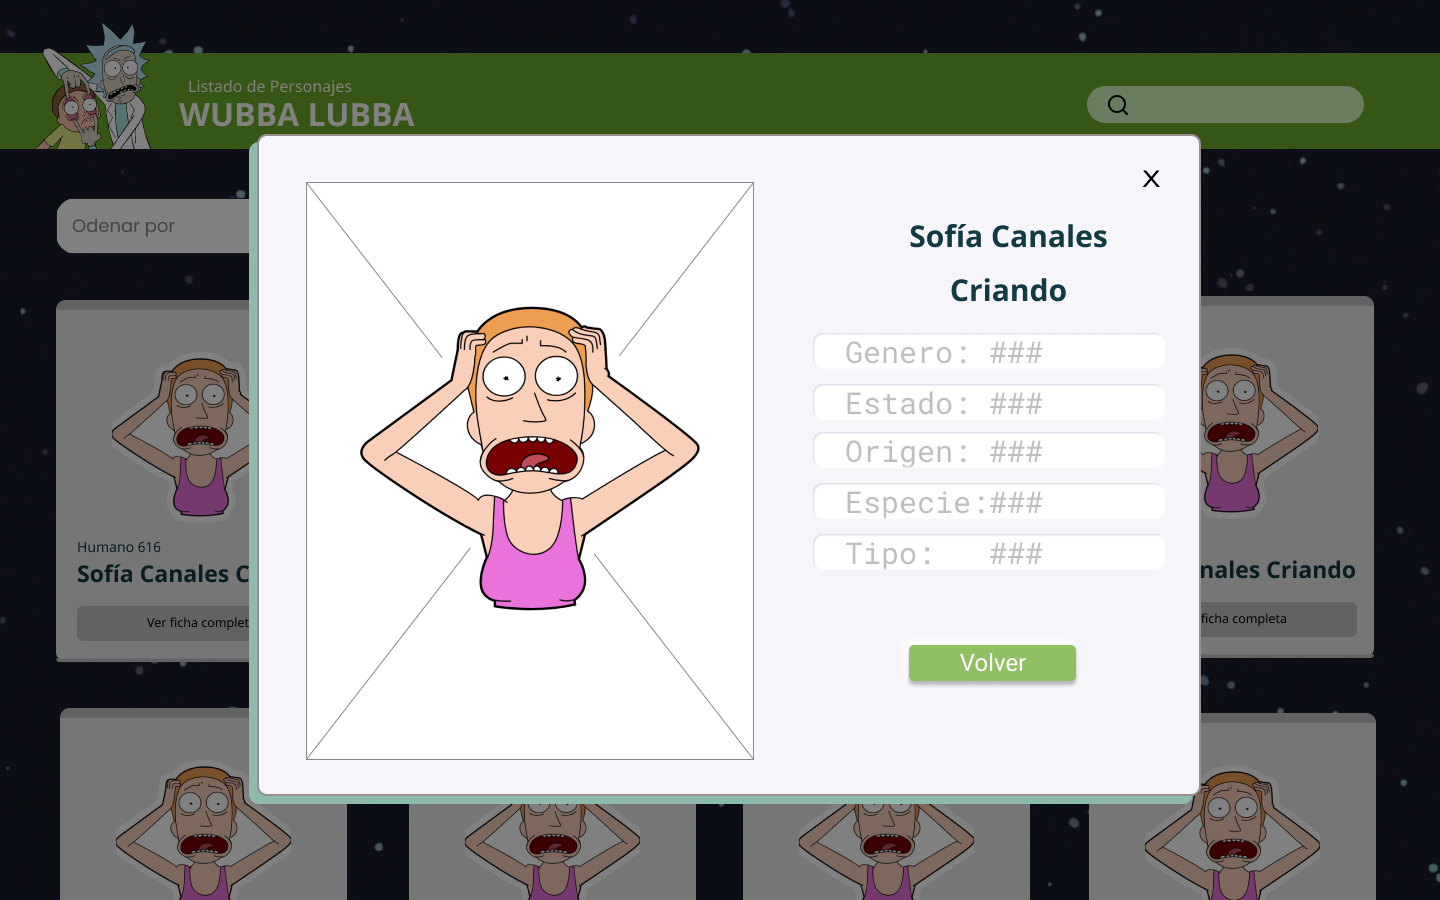 Listado de Personajes
WUBBA LUBBA
Odenar por
X
Sofía Canales
Criando
Genero: ###
Estado: ###
Origen: ###
Especie:###
Tipo: ###
Volver
Humano 616
Sofía Canales C
Ver ficha complet
nales Criando
ficha completa